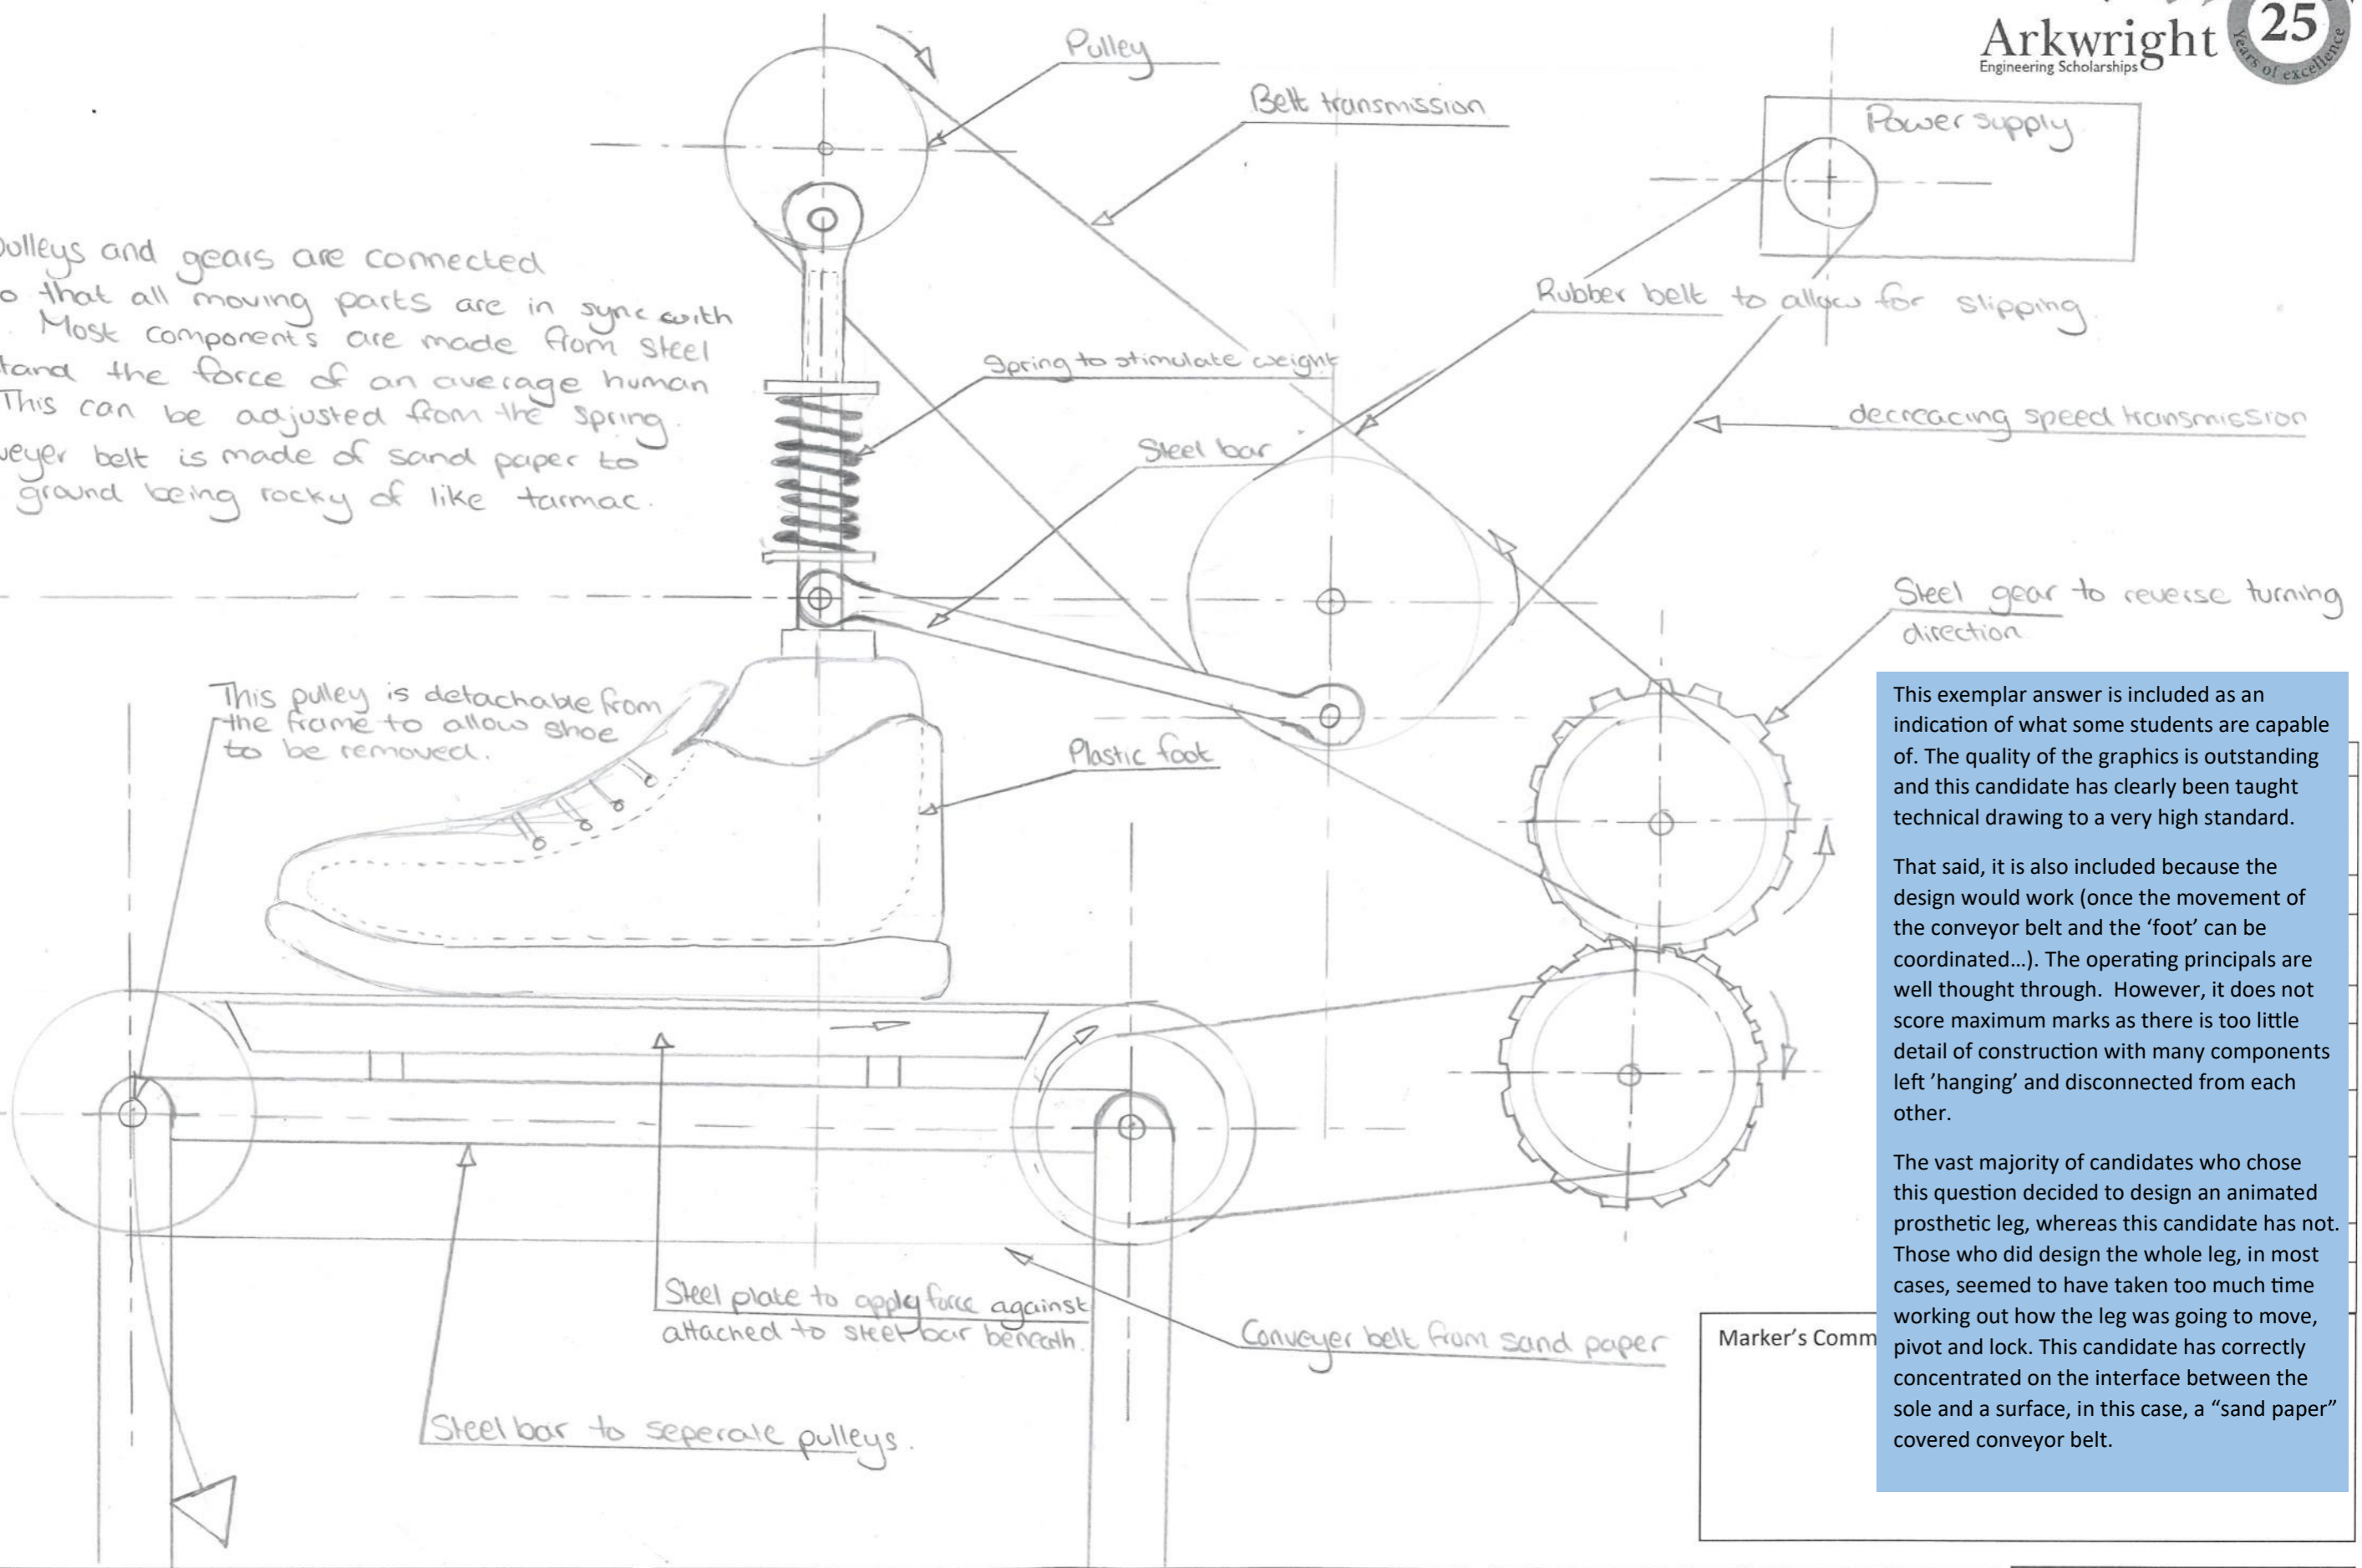 Arkwright
Engineering Scholarships
25
Years of excellence
Pulley
Belt transmission
Power supply
pulleys and gears are connected
o that all moving parts are in sync with
. Most components are made from steel
tand the force of an average human
This can be adjusted from the spring.
veyer belt is made of sand paper to
ground being rocky of like tarmac.
Rubber belt to allow for slipping.
Spring to stimulate weight
decreacing speed transmission
Steel bar
Steel gear to reverse turning
direction
This pulley is detachable from
the frame to allow shoe
to be removed.
Plastic foot
This exemplar answer is included as an
indication of what some students are capable
of. The quality of the graphics is outstanding
and this candidate has clearly been taught
technical drawing to a very high standard.
That said, it is also included because the
design would work (once the movement of
the conveyor belt and the ‘foot’ can be
coordinated…). The operating principals are
well thought through. However, it does not
score maximum marks as there is too little
detail of construction with many components
left ’hanging’ and disconnected from each
other.
The vast majority of candidates who chose
this question decided to design an animated
prosthetic leg, whereas this candidate has not.
Those who did design the whole leg, in most
cases, seemed to have taken too much time
working out how the leg was going to move,
pivot and lock. This candidate has correctly
concentrated on the interface between the
sole and a surface, in this case, a “sand paper”
covered conveyor belt.
Steel plate to apply force against
attached to steel bar beneath.
Conveyer belt from sand paper
Marker's Comm
Steel bar to seperate pulleys.